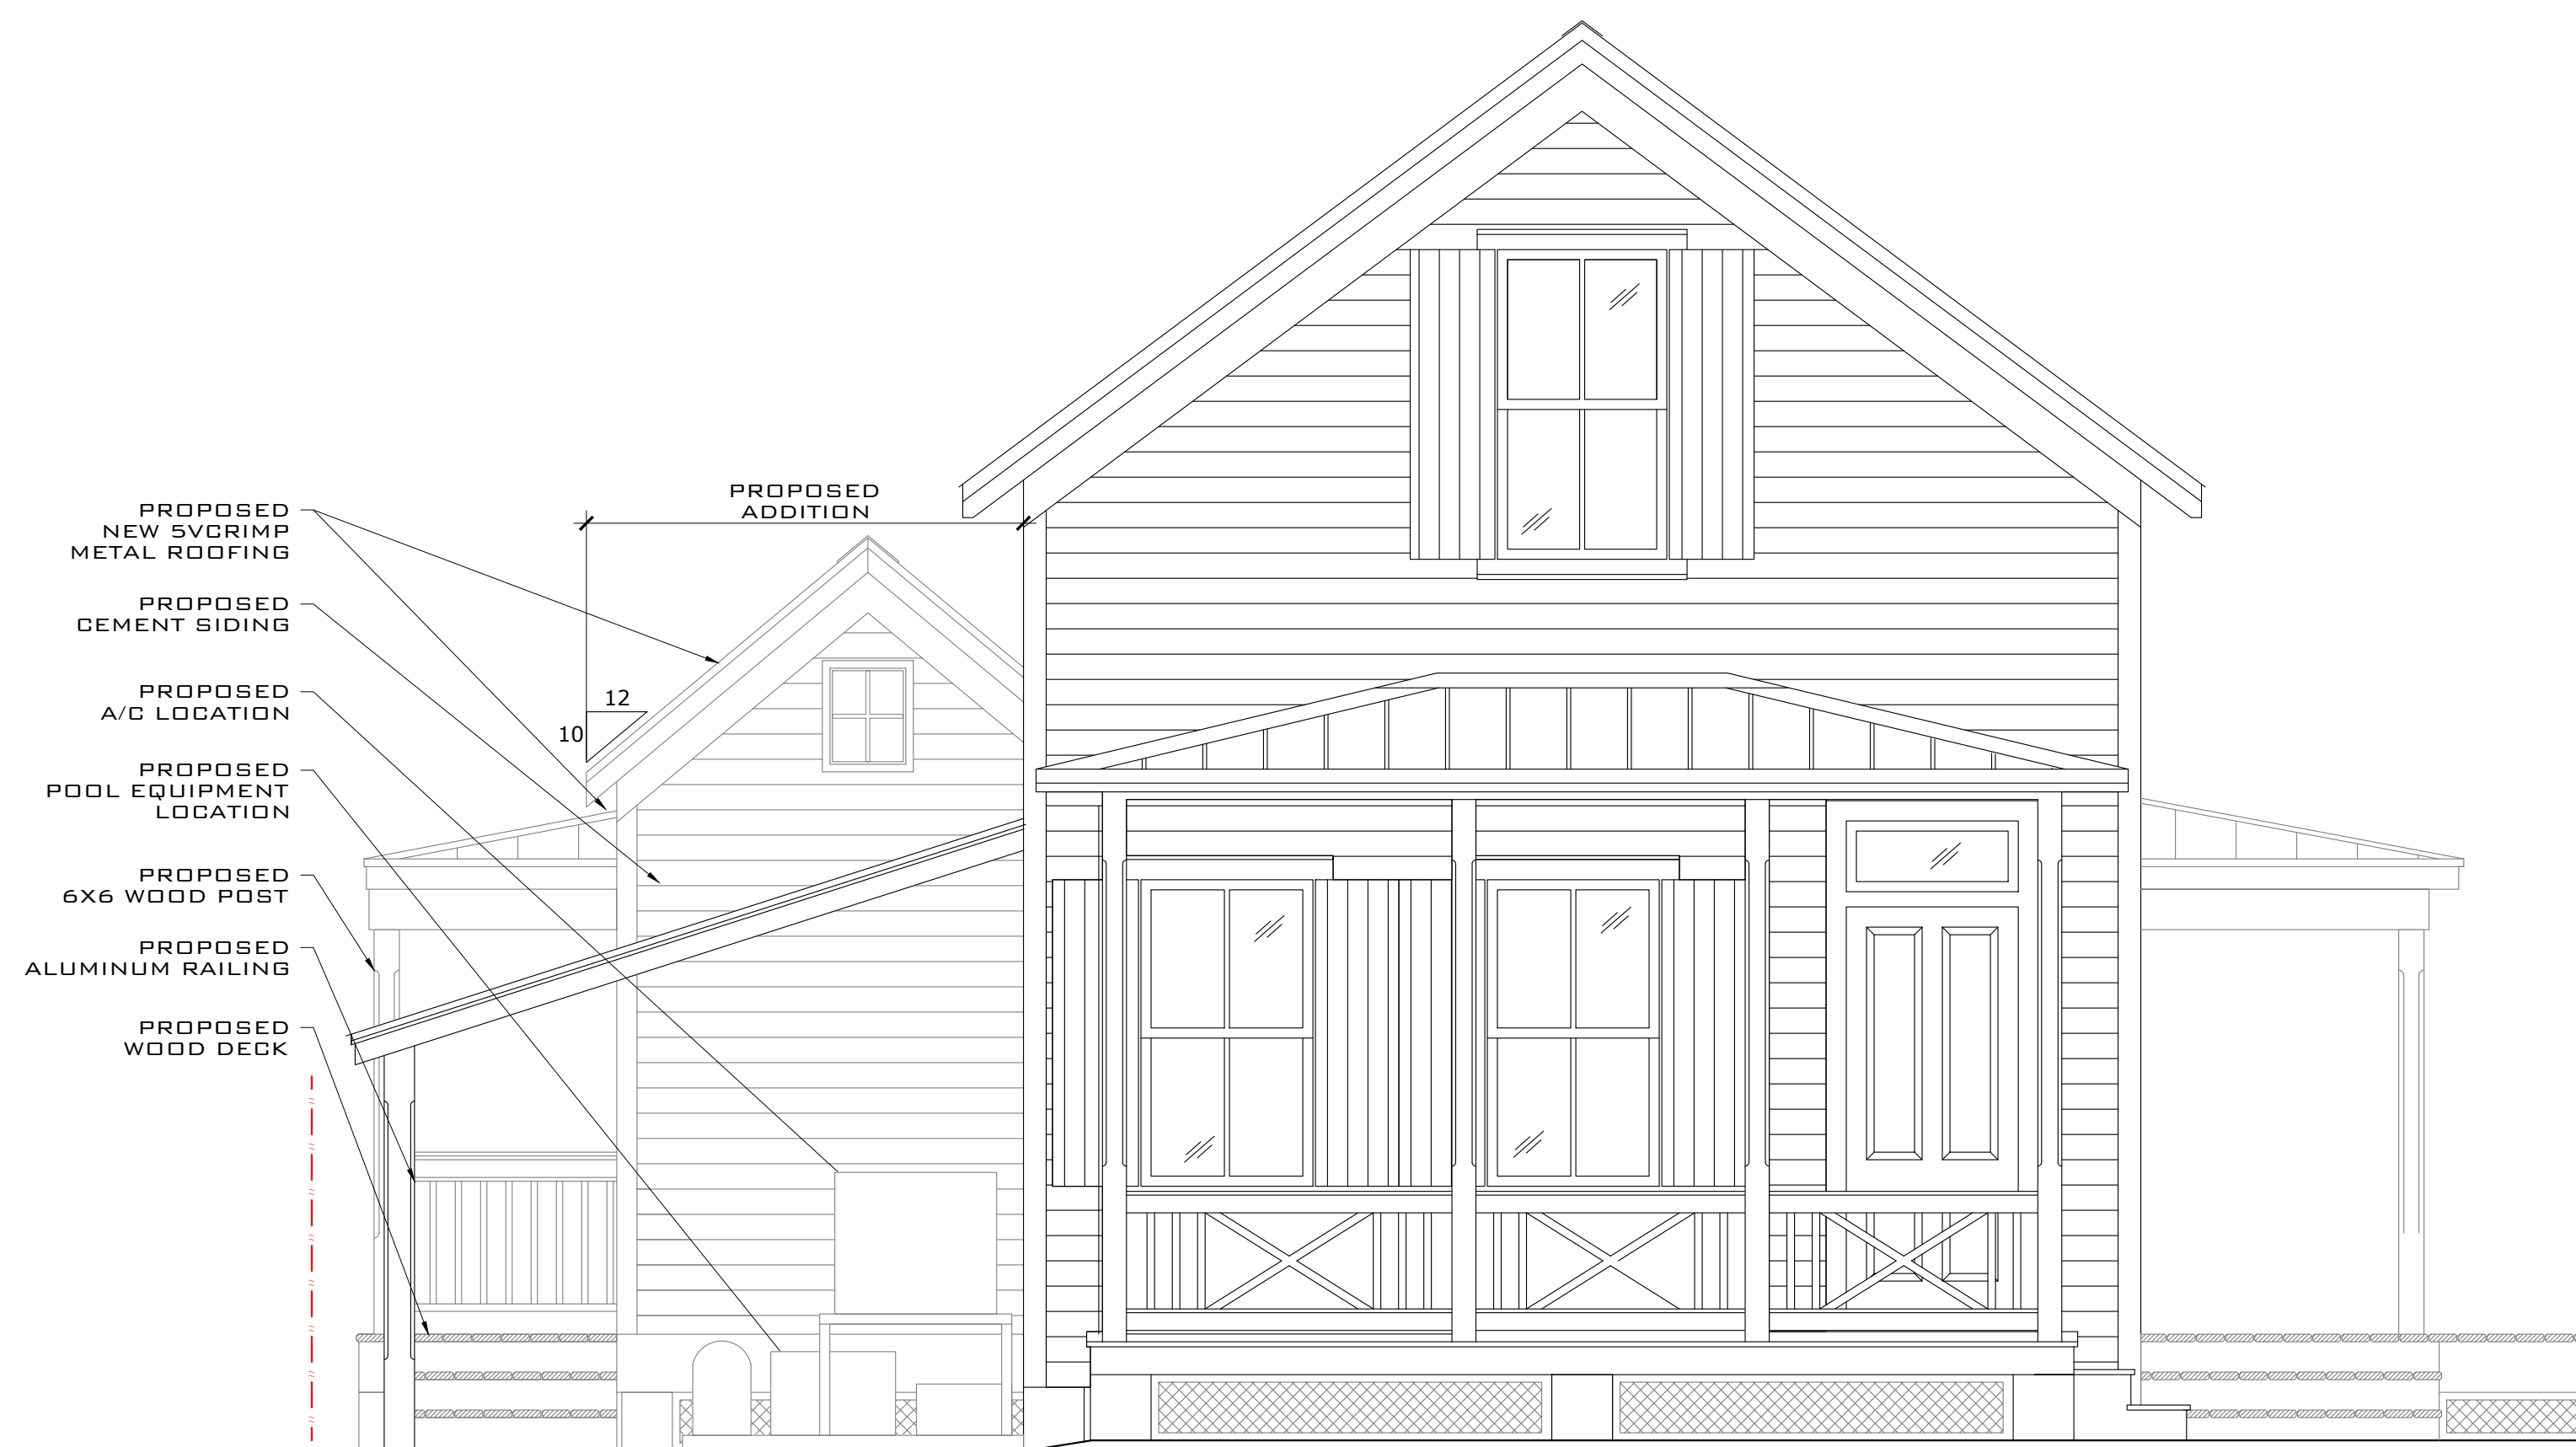 PROPOSED
ADDITION
PROPOSED
NEW 5VCRIMP
METAL ROOFING
PROPOSED
CEMENT SIDING
PROPOSED
A/C LOCATION
12
10
PROPOSED
POOL EQUIPMENT
LOCATION
PROPOSED
6X6 WOOD POST
PROPOSED
ALUMINUM RAILING
PROPOSED
WOOD DECK